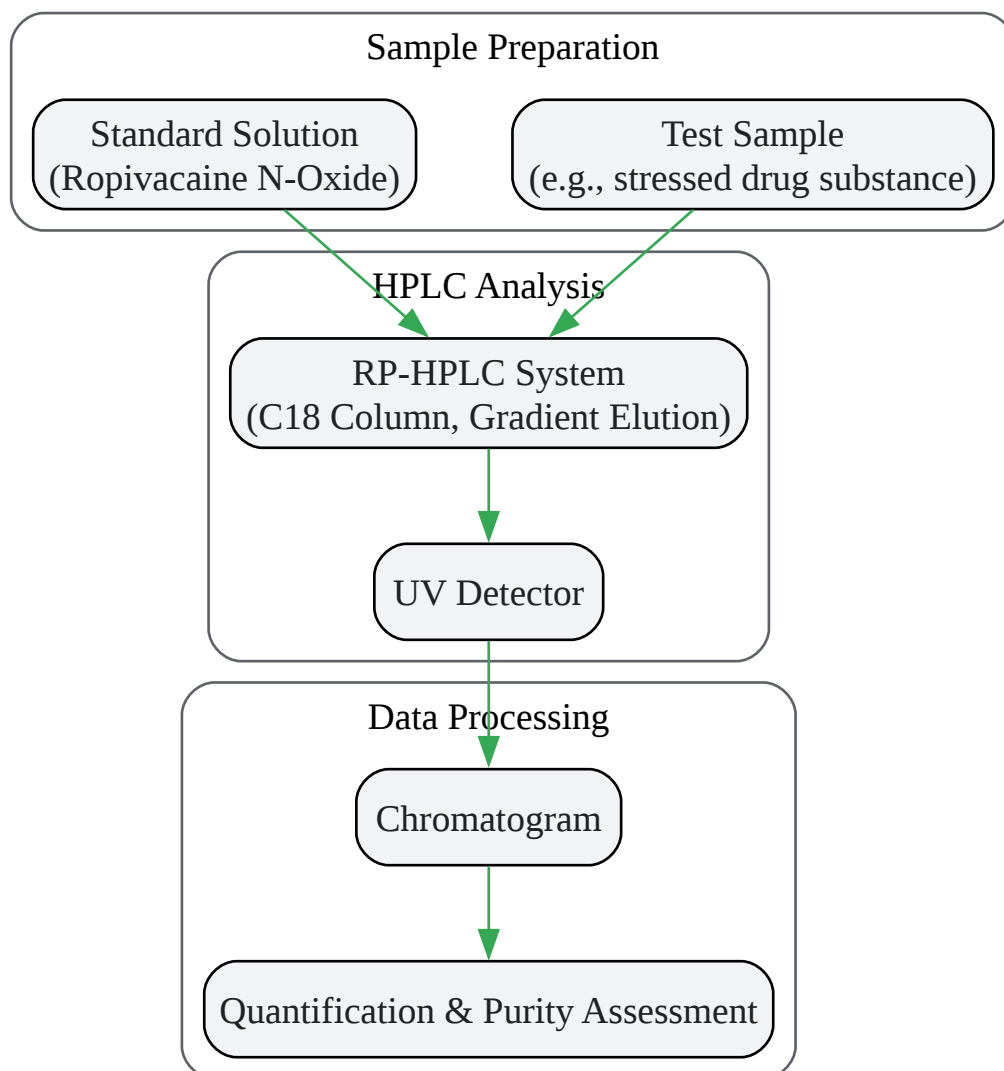 Sample Preparation
Standard Solution
(Ropivacaine N-Oxide)
Test Sample
(e.g., stressed drug substance)
HPLC Analysis
RP-HPLC System
(C18 Column, Gradient Elution)
UV Detector
Data Processing
Chromatogram
Quantification & Purity Assessment